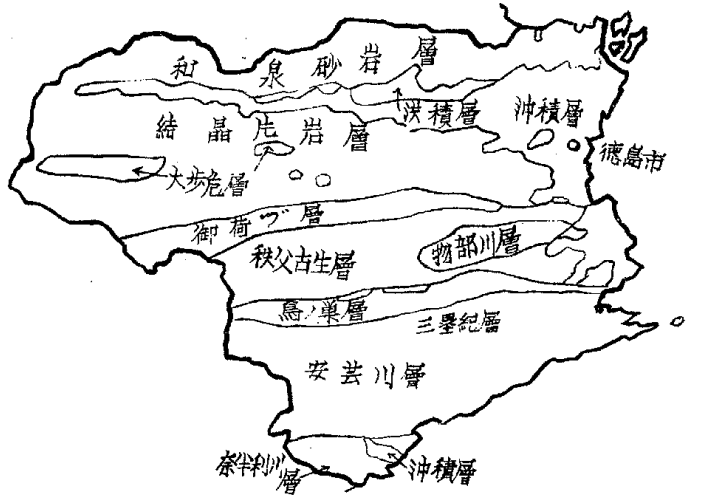 和泉砂岩層
洪積層
沖積層
結晶片岩層
徳島市
大歩危層
御荷づ層
物部川層
秩父古生層
鳥ノ巣層
三畳紀層
安芸川層
奈半利川
層
沖積層